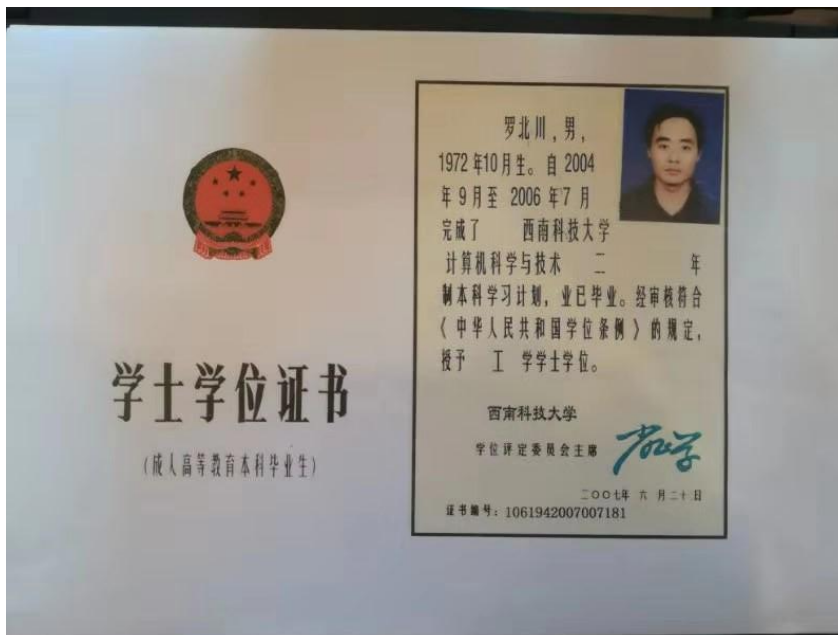 学士学位证书
(成人高等教育本科毕业生)
罗北川,男,
1972年10月生。自2004
年9月至2006年7月
完成了 西南科技大学
计算机科学与技术 二 年
制本科学习计划,业已毕业。经审核符合
《中华人民共和国学位条例》的规定,
授予 工 学学士学位。
西南科技大学
学位评定委员会主席
二〇〇七年 六 月二十日
证书编号:1061942007007181